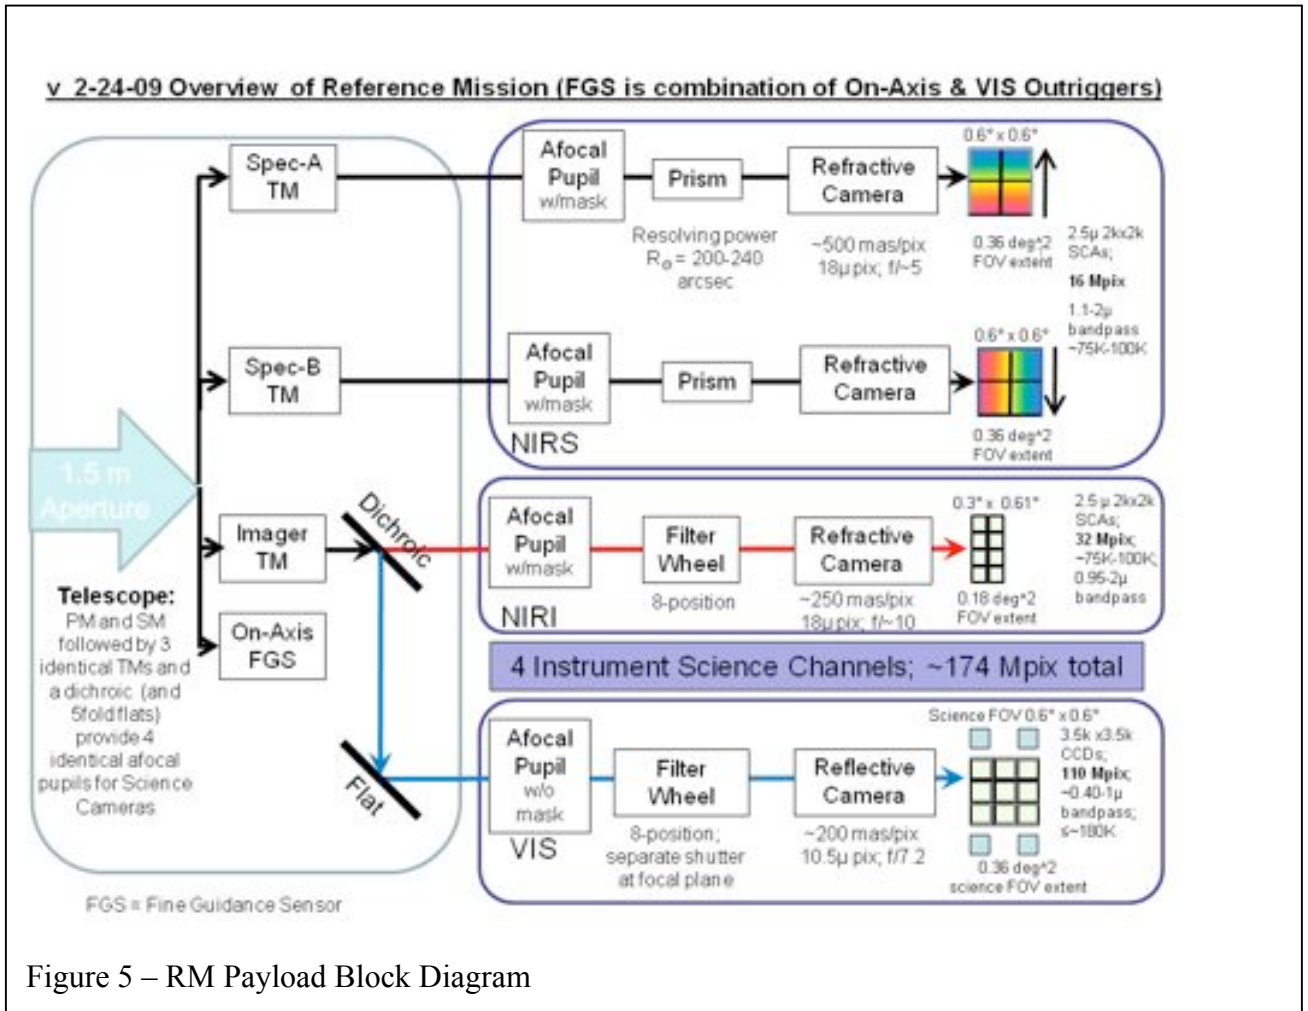 v 2-24-09 Overview of Reference Mission (FGS is combination of On-Axis & VIS Outriggers)
Spec-A
TM
Afocal
Pupil
w/mask
Prism
Refractive
Camera
0.6° x 0.6°
Resolving power
RΘ = 200-240
arcsec
~500 mas/pix
18µ pix; f/~5
0.36 deg^2
FOV extent
2.5µ 2kx2k
SCAs;
16 Mpix
1.1-2µ
bandpass
~75K-100K
Spec-B
TM
Afocal
Pupil
w/mask
Prism
Refractive
Camera
0.6° x 0.6°
0.36 deg^2
FOV extent
NIRS
1.5 m
Aperture
Imager
TM
Dichroic
Afocal
Pupil
w/mask
Filter
Wheel
8-position
Refractive
Camera
~250 mas/pix
18µ pix; f/~10
0.3° x 0.61°
0.18 deg^2
FOV extent
2.5 µ 2kx2k
SCAs;
32 Mpix;
~75K-100K;
0.95-2µ
bandpass
NIRI
On-Axis
FGS
Telescope:
PM and SM
followed by 3
identical TMs and
a dichroic (and
5fold flats)
provide 4
identical afocal
pupils for Science
Cameras
4 Instrument Science Channels; ~174 Mpix total
Flat
Afocal
Pupil
w/o
mask
VIS
Filter
Wheel
8-position;
separate shutter
at focal plane
Reflective
Camera
~200 mas/pix
10.5µ pix; f/7.2
Science FOV 0.6° x 0.6°
3.5k x3.5k
CCDs;
110 Mpix;
~0.40-1µ
bandpass;
≤~180K
0.36 deg^2
science FOV extent
FGS = Fine Guidance Sensor
Figure 5 – RM Payload Block Diagram